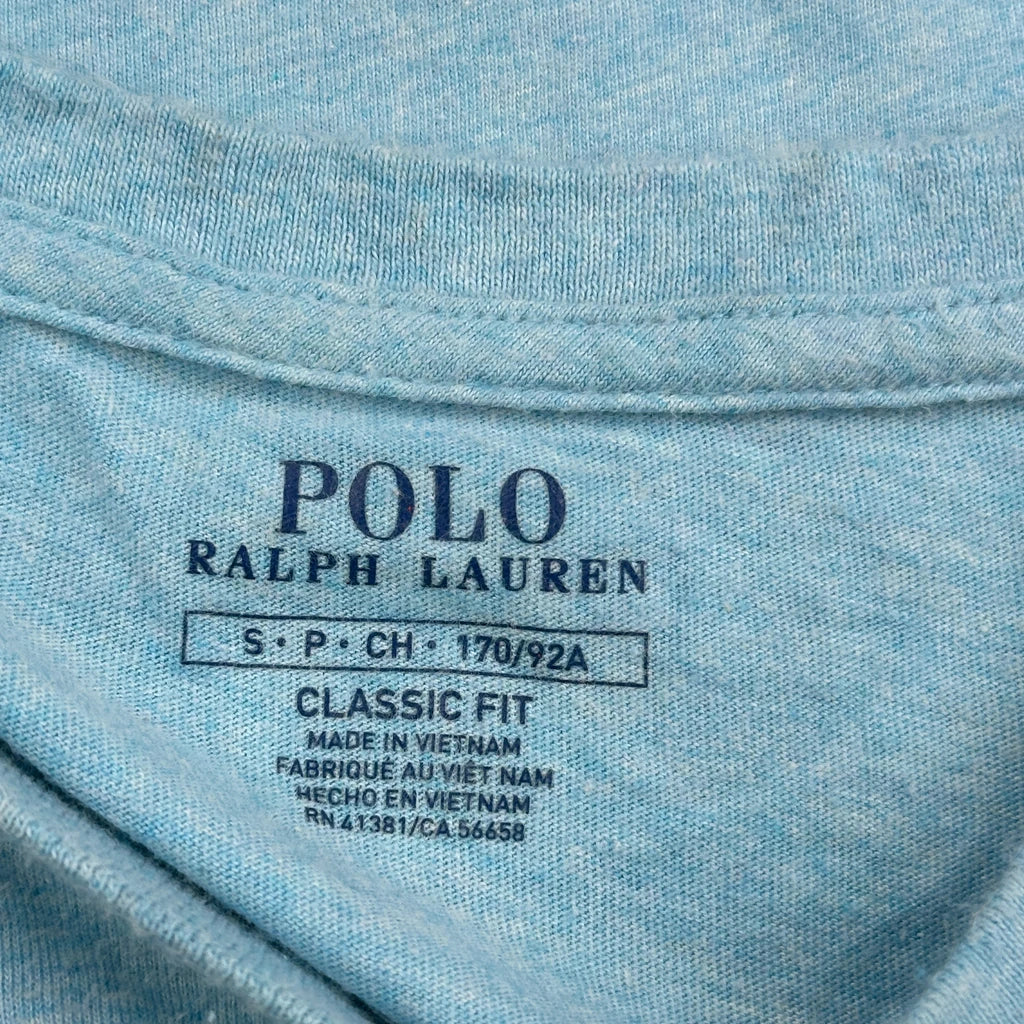 POLO
RALPH LAUREN
S • P • CH • 170/92A
CLASSIC FIT
MADE IN VIETNAM
FABRIQUÉ AU VIÊT NAM
HECHO EN VIETNAM
RN 41381/CA 56658